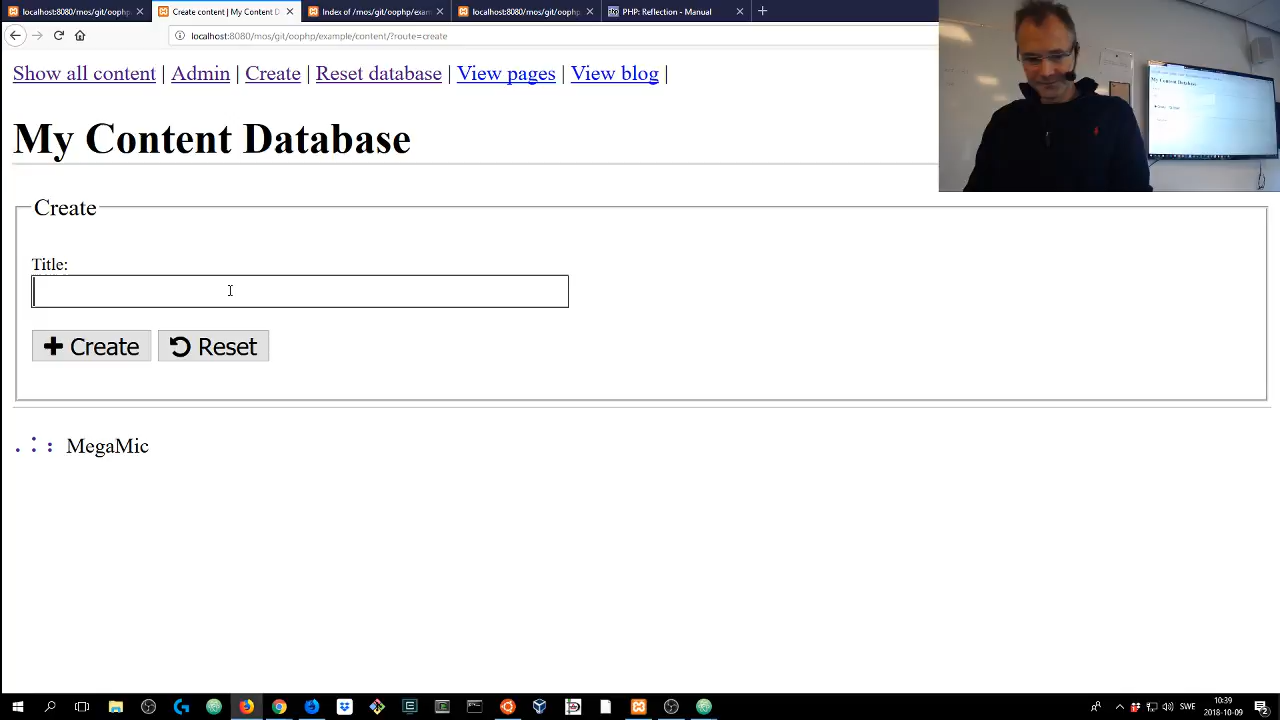 localhost:8080/mos/git/oophp/
Create content | My Content D
Index of /mos/git/oophp/exam
localhost:8080/mos/git/oophp
PHP: Reflection - Manual
localhost:8080/mos/git/oophp/example/content/?route=create
Show all content | Admin | Create | Reset database | View pages | View blog |
My Content Database
Create
Title:
Create Reset
MegaMic
SWE
10:39
2018-10-09